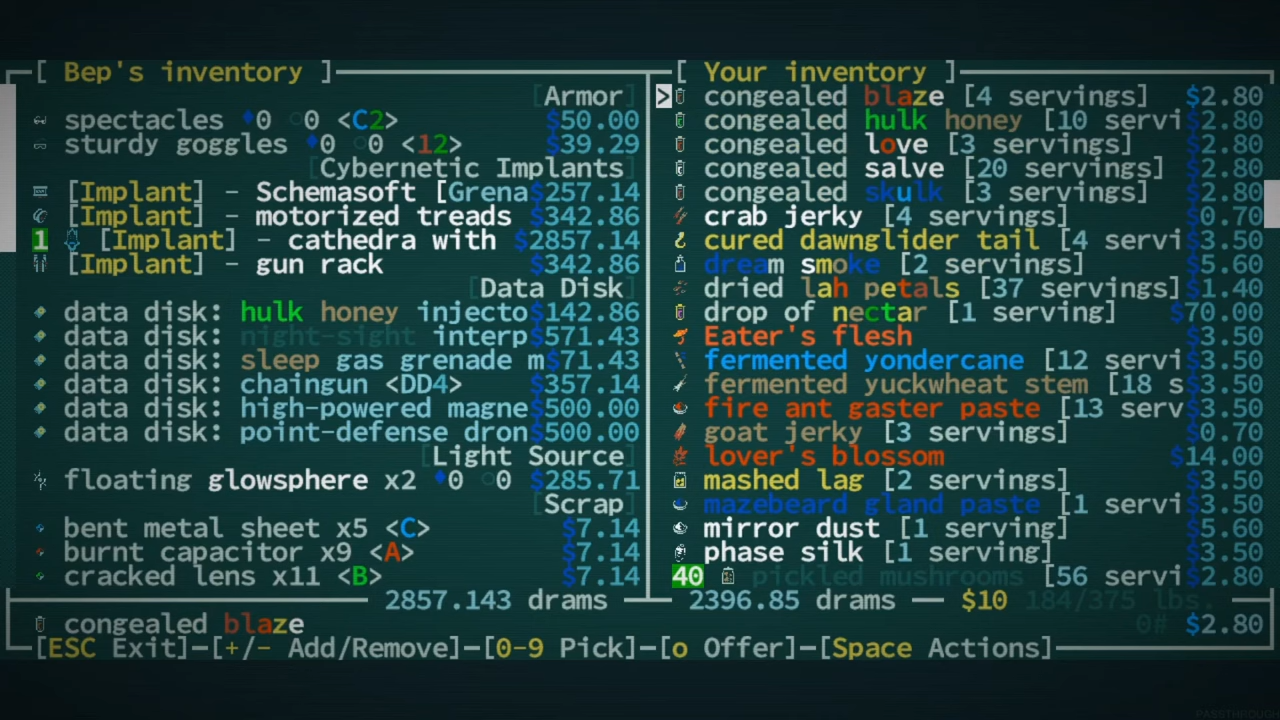 [ Bep's inventory ]
[Armor]
spectacles ♦0 ○0 <C2> $50.00
sturdy goggles ♦0 ○0 <12> $39.29
[Cybernetic Implants]
[Implant] - Schemasoft [Grena$257.14
[Implant] - motorized treads $342.86
1 [Implant] - cathedra with $2857.14
[Implant] - gun rack $342.86
[Data Disk]
data disk: hulk honey injecto$142.86
data disk: night-sight interp$571.43
data disk: sleep gas grenade m$71.43
data disk: chaingun <DD4> $357.14
data disk: high-powered magne$500.00
data disk: point-defense dron$500.00
[Light Source]
floating glowsphere x2 ♦0 ○0 $285.71
[Scrap]
bent metal sheet x5 <C> $7.14
burnt capacitor x9 <A> $7.14
cracked lens x11 <B> $7.14
2857.143 drams
[ Your inventory ]
> congealed blaze [4 servings] $2.80
congealed hulk honey [10 servi$2.80
congealed love [3 servings] $2.80
congealed salve [20 servings] $2.80
congealed skulk [3 servings] $2.80
crab jerky [4 servings] $0.70
cured dawnglider tail [4 servi$3.50
dream smoke [2 servings] $5.60
dried lah petals [37 servings]$1.40
drop of nectar [1 serving] $70.00
Eater's flesh $3.50
fermented yondercane [12 servi$3.50
fermented yuckwheat stem [18 s$3.50
fire ant gaster paste [13 serv$3.50
goat jerky [3 servings] $0.70
lover's blossom $14.00
mashed lag [2 servings] $3.50
mazebeard gland paste [1 servi$3.50
mirror dust [1 serving] $5.60
phase silk [1 serving] $3.50
40 pickled mushrooms [56 servi$2.80
2396.85 drams — $10 184/375 lbs.
congealed blaze 0# $2.80
[ESC Exit]-[+/- Add/Remove]-[0-9 Pick]-[o Offer]-[Space Actions]